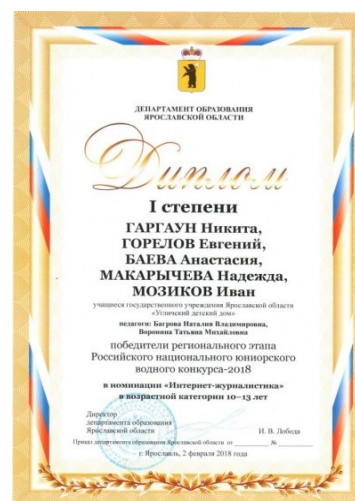 ДЕПАРТАМЕНТ ОБРАЗОВАНИЯ
ЯРОСЛАВСКОЙ ОБЛАСТИ
Диплом
I степени
ГАРГАУН Никита,
ГОРЕЛОВ Евгений,
БАЕВА Анастасия,
МАКАРЫЧЕВА Надежда,
МОЗИКОВ Иван
учащиеся государственного учреждения Ярославской области
«Угличский детский дом»
педагоги: Багрова Наталия Владимировна,
Воронина Татьяна Михайловна
победители регионального этапа
Российского национального юниорского
водного конкурса-2018
в номинации «Интернет-журналистика»
в возрастной категории 10–13 лет
Директор
департамента образования
Ярославской области И. В. Лобода
Приказ департамента образования Ярославской области от №
г. Ярославль, 2 февраля 2018 года